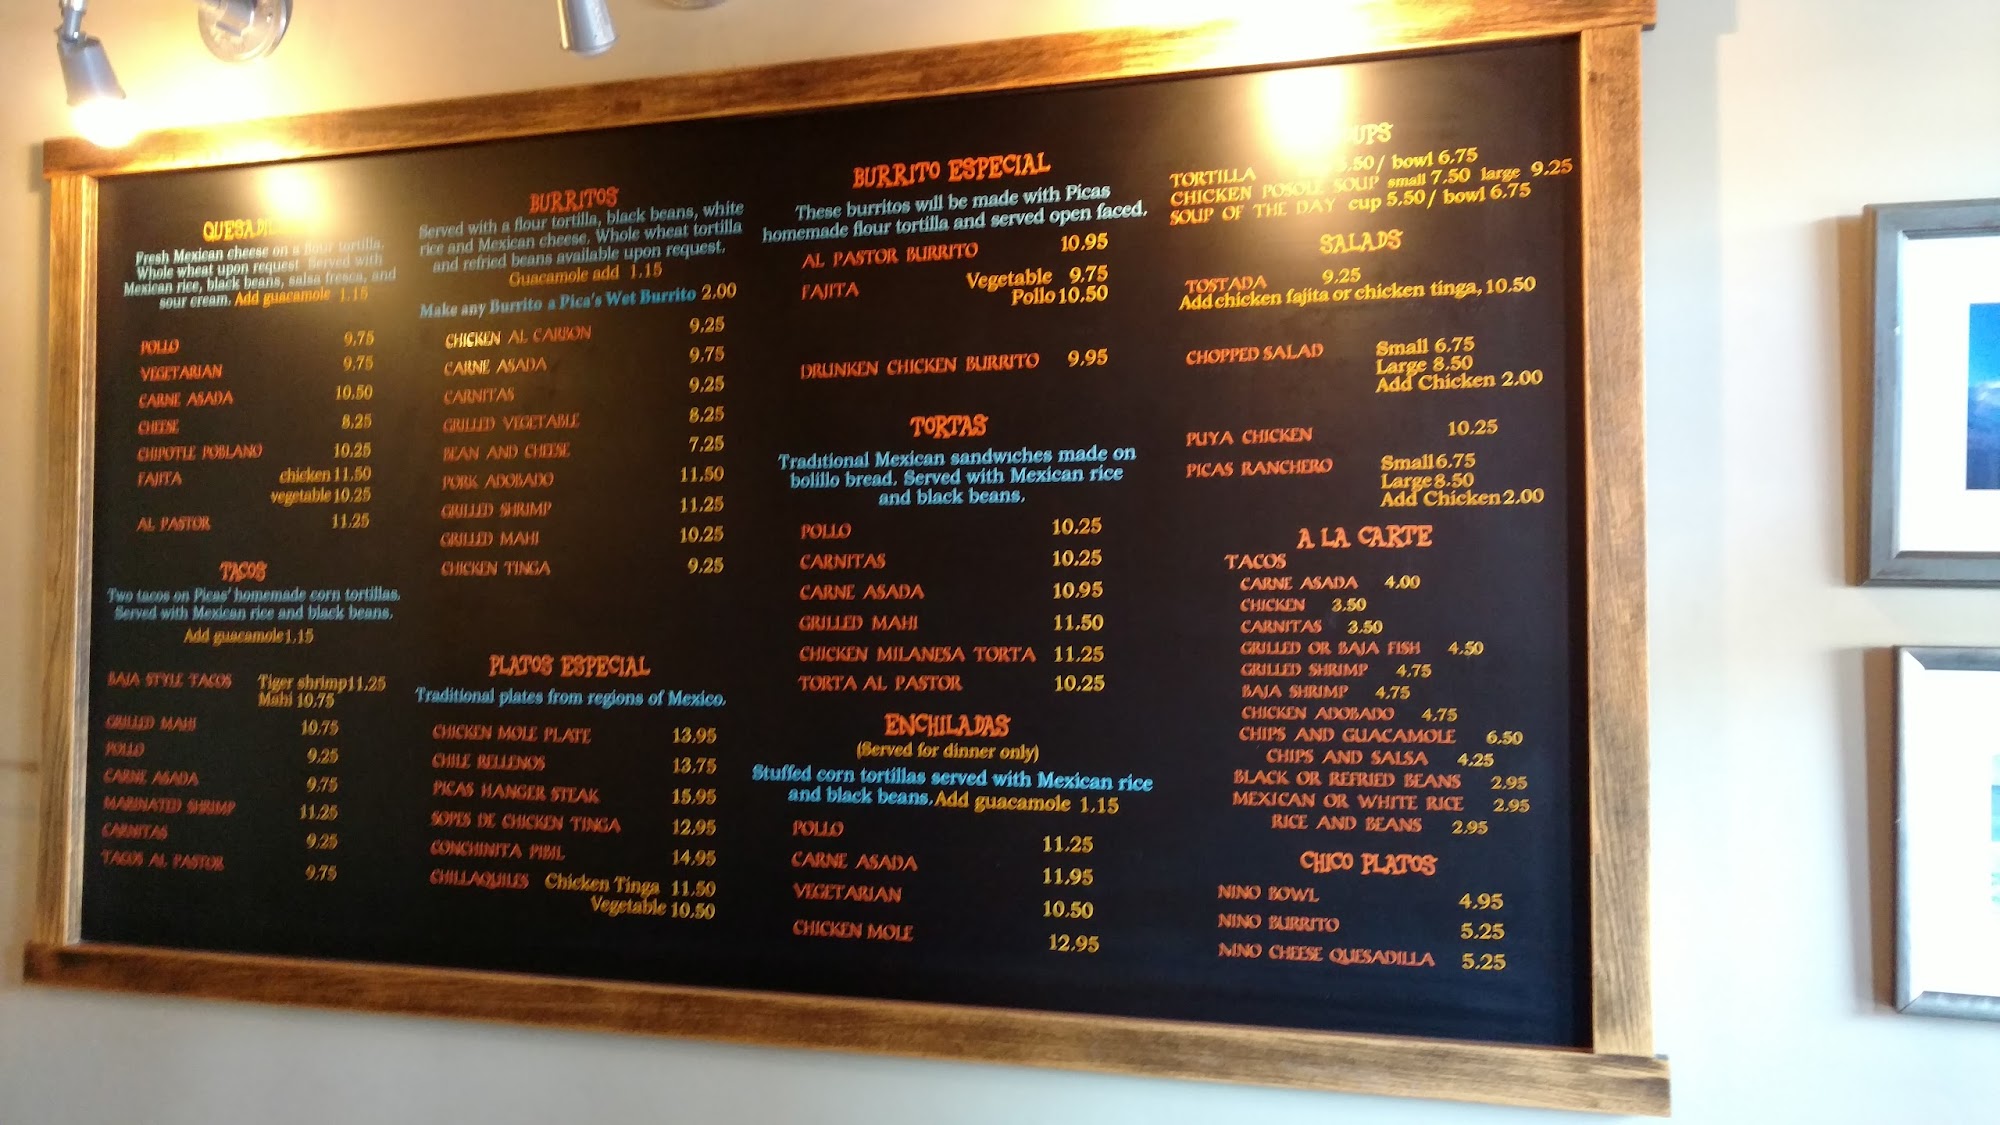 Fresh Mexican cheese on a flour tortilla.
Whole wheat upon request. Served with
Mexican rice, black beans, salsa fresca, and
sour cream. Add guacamole 1.15
POLLO 9.75
VEGETARIAN 9.75
CARNE ASADA 10.50
CHEESE 8.25
CHIPOTLE POBLANO 10.25
FAJITA chicken 11.50
vegetable 10.25
AL PASTOR 11.25
TACOS
Two tacos on Picas' homemade corn tortillas.
Served with Mexican rice and black beans.
Add guacamole 1.15
BAJA STYLE TACOS Tiger shrimp 11.25
Mahi 10.75
GRILLED MAHI 10.75
POLLO 9.25
CARNE ASADA 9.75
MARINATED SHRIMP 11.25
CARNITAS 9.25
TACOS AL PASTOR 9.75
BURRITOS
Served with a flour tortilla, black beans, white
rice and Mexican cheese. Whole wheat tortilla
and refried beans available upon request.
Guacamole add 1.15
Make any Burrito a Pica's Wet Burrito 2.00
CHICKEN AL CARBON 9.25
CARNE ASADA 9.75
CARNITAS 9.25
GRILLED VEGETABLE 8.25
BEAN AND CHEESE 7.25
PORK ADOBADO 11.50
GRILLED SHRIMP 11.25
GRILLED MAHI 10.25
CHICKEN TINGA 9.25
PLATOS ESPECIAL
Traditional plates from regions of Mexico.
CHICKEN MOLE PLATE 13.95
CHILE RELLENOS 13.75
PICAS HANGER STEAK 15.95
SOPES DE CHICKEN TINGA 12.95
CONCHINITA PIBIL 14.95
CHILLAQUILES Chicken Tinga 11.50
Vegetable 10.50
BURRITO ESPECIAL
These burritos will be made with Picas
homemade flour tortilla and served open faced.
AL PASTOR BURRITO 10.95
FAJITA Vegetable 9.75
Pollo 10.50
DRUNKEN CHICKEN BURRITO 9.95
TORTAS
Traditional Mexican sandwiches made on
bolillo bread. Served with Mexican rice
and black beans.
POLLO 10.25
CARNITAS 10.25
CARNE ASADA 10.95
GRILLED MAHI 11.50
CHICKEN MILANESA TORTA 11.25
TORTA AL PASTOR 10.25
ENCHILADAS
(Served for dinner only)
Stuffed corn tortillas served with Mexican rice
and black beans. Add guacamole 1.15
POLLO 11.25
CARNE ASADA 11.95
VEGETARIAN 10.50
CHICKEN MOLE 12.95
TORTILLA / bowl 6.75
CHICKEN POSOLE SOUP small 7.50 large 9.25
SOUP OF THE DAY cup 5.50 / bowl 6.75
SALADS
TOSTADA 9.25
Add chicken fajita or chicken tinga, 10.50
CHOPPED SALAD Small 6.75
Large 8.50
Add Chicken 2.00
PUYA CHICKEN 10.25
PICAS RANCHERO Small 6.75
Large 8.50
Add Chicken 2.00
A LA CARTE
TACOS
CARNE ASADA 4.00
CHICKEN 3.50
CARNITAS 3.50
GRILLED OR BAJA FISH 4.50
GRILLED SHRIMP 4.75
BAJA SHRIMP 4.75
CHICKEN ADOBADO 4.75
CHIPS AND GUACAMOLE 6.50
CHIPS AND SALSA 4.25
BLACK OR REFRIED BEANS 2.95
MEXICAN OR WHITE RICE 2.95
RICE AND BEANS 2.95
CHICO PLATOS
NINO BOWL 4.95
NINO BURRITO 5.25
NINO CHEESE QUESADILLA 5.25